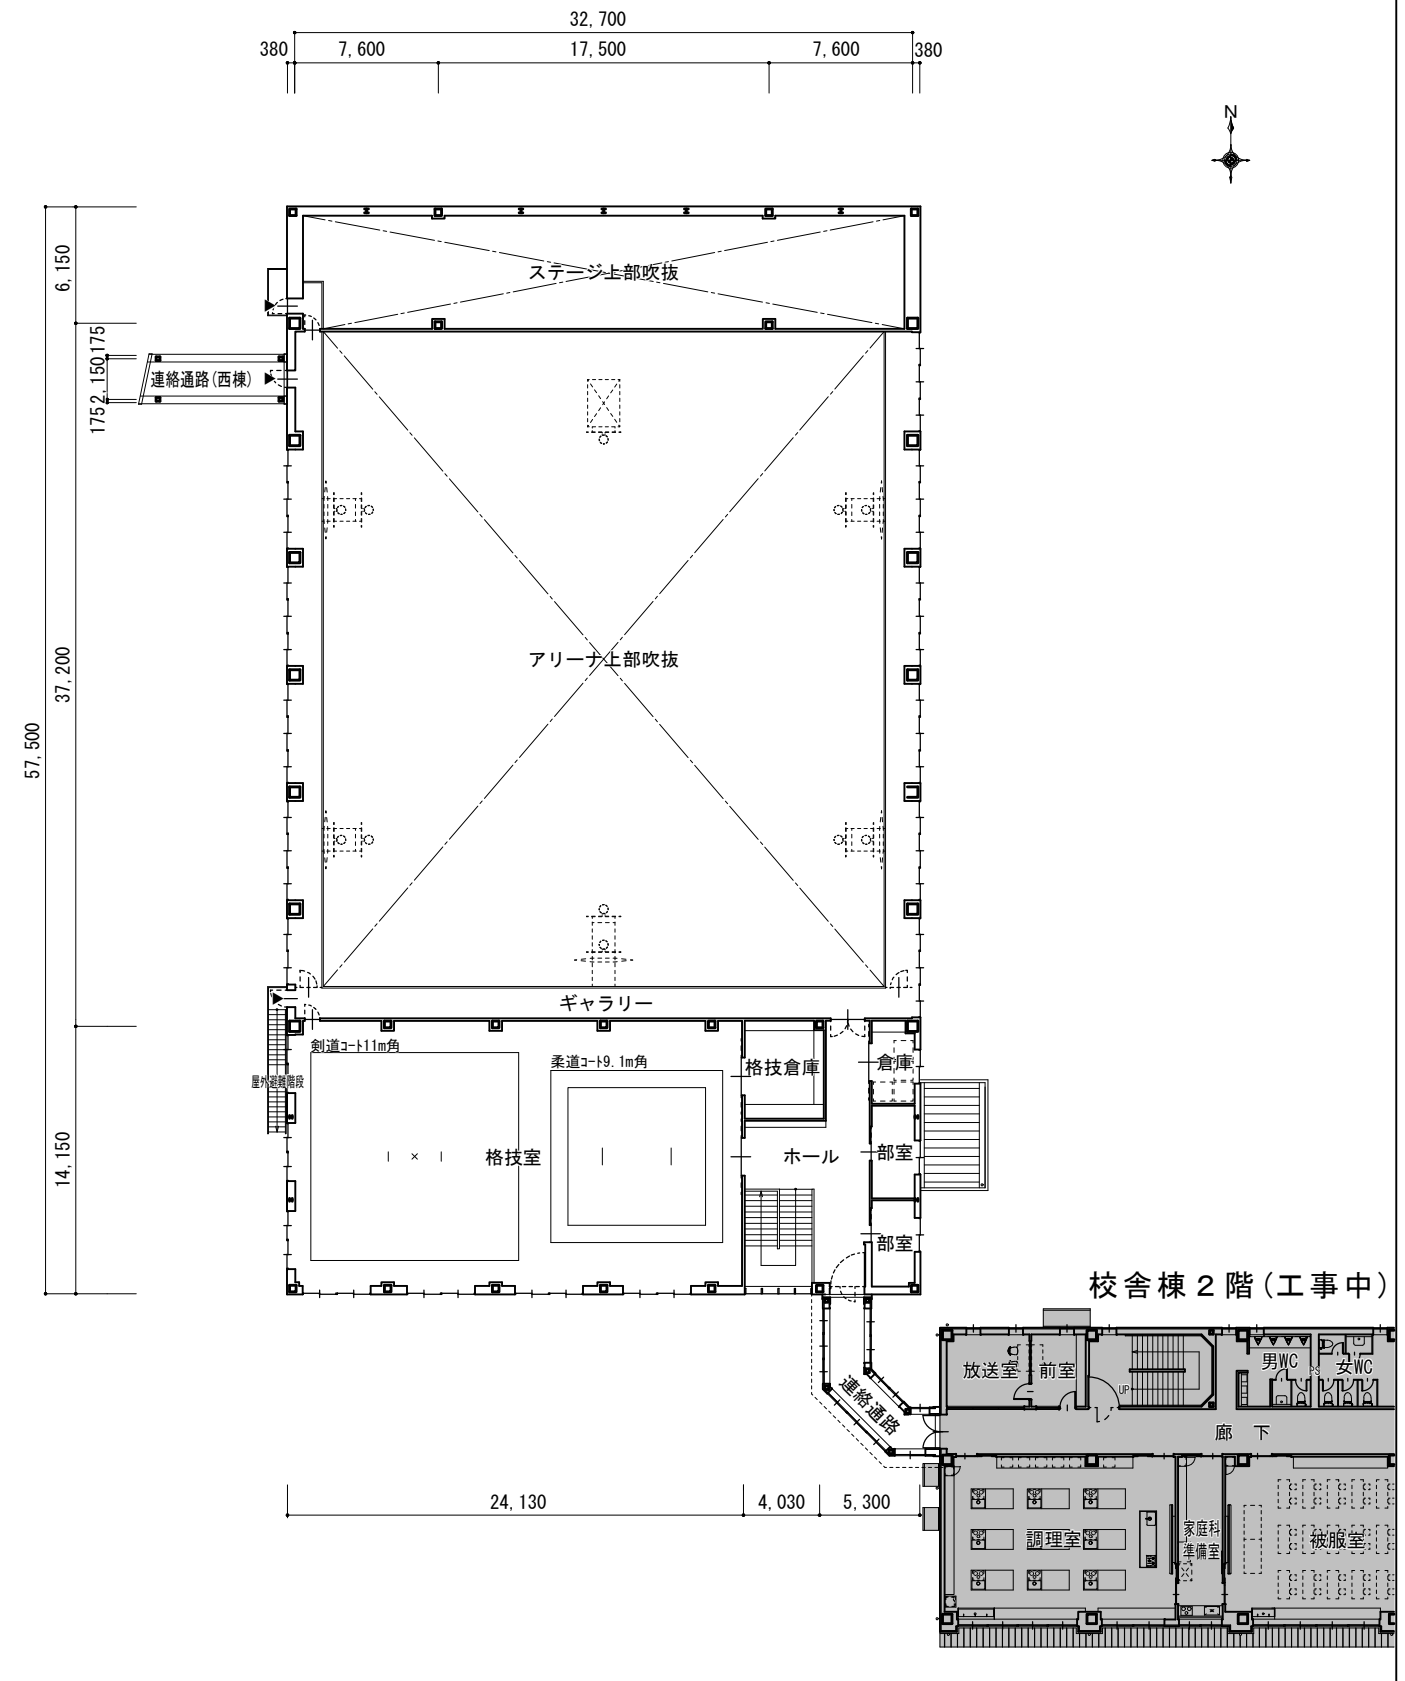 32,700
380
7,600
17,500
7,600
380
N
6,150
ステージ上部吹抜
175
2,150
175
連絡通路(西棟)
37,200
57,500
アリーナ上部吹抜
ギャラリー
剣道コート11m角
柔道コート9.1m角
格技倉庫
倉庫
屋外避難階段
14,150
格技室
ホール
部室
部室
校舎棟２階(工事中)
放送室
前室
UP
男WC
PS
女WC
連絡通路
廊 下
24,130
4,030
5,300
調理室
家庭科
準備室
被服室